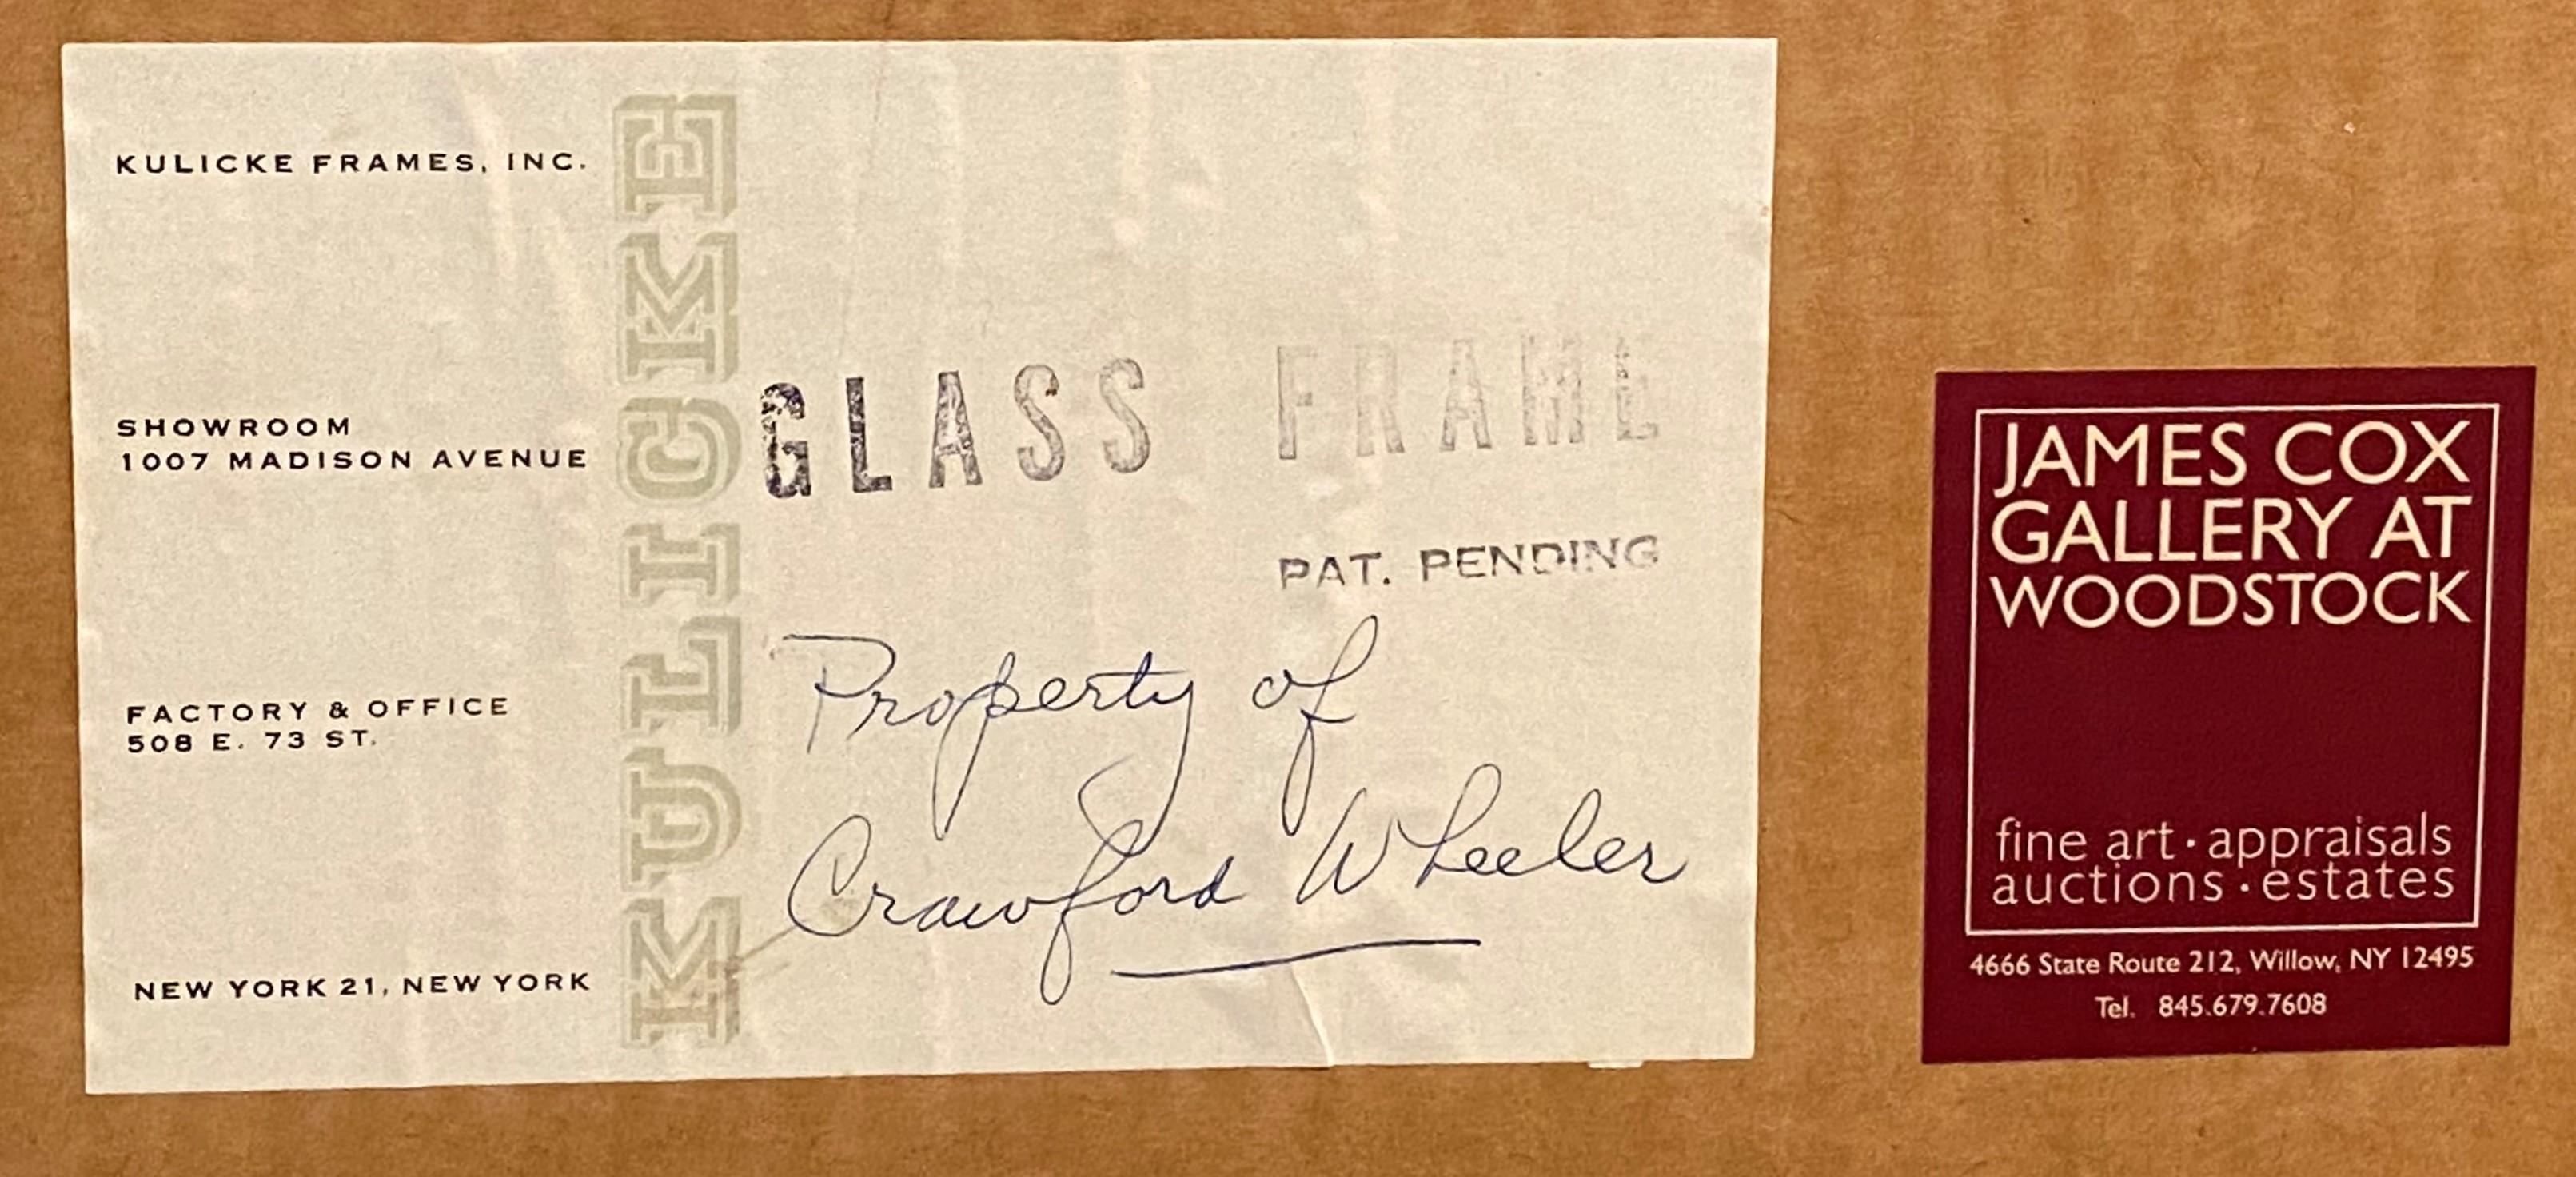 KULICKE FRAMES, INC.
SHOWROOM
1007 MADISON AVENUE
FACTORY & OFFICE
508 E. 73 ST.
NEW YORK 21, NEW YORK
KULICKE
GLASS FRAME
PAT. PENDING
Property of
Crawford Wheeler
JAMES COX
GALLERY AT
WOODSTOCK
fine art · appraisals
auctions · estates
4666 State Route 212, Willow, NY 12495
Tel. 845.679.7608